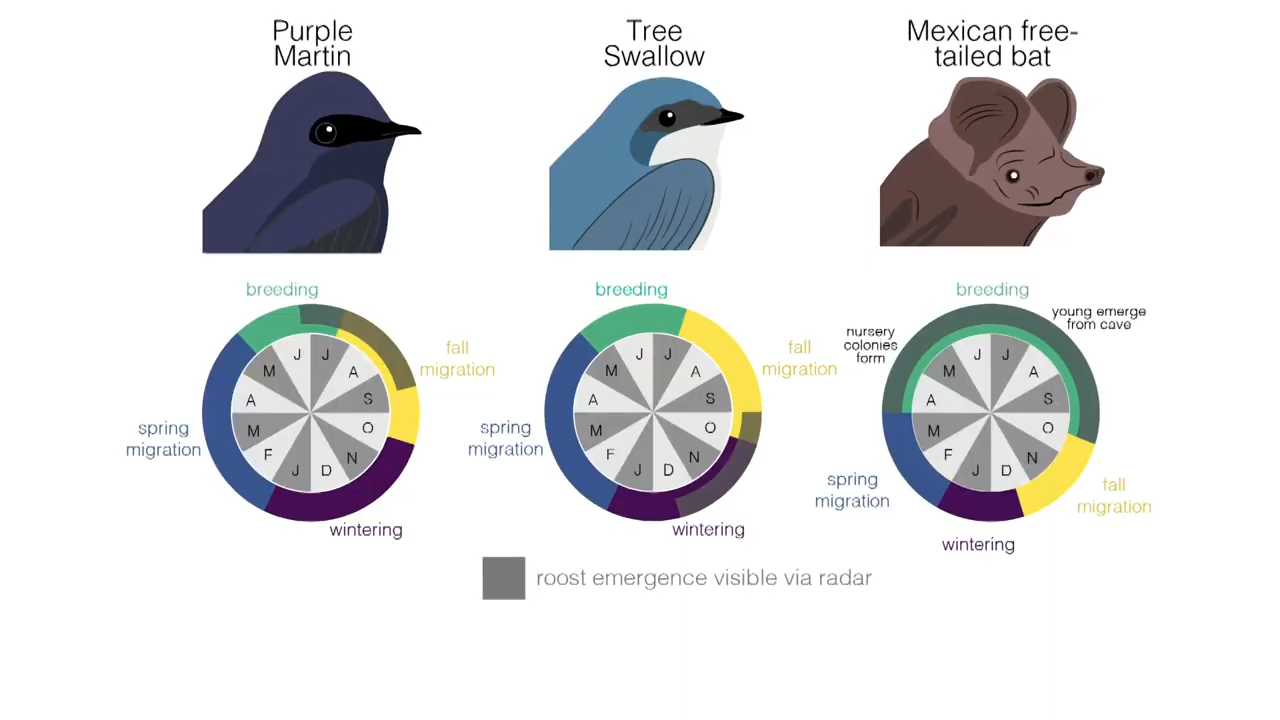 Purple
Martin
Tree
Swallow
Mexican free-
tailed bat
breeding
fall
migration
spring
migration
wintering
J
A
S
O
N
D
J
F
M
A
M
J
breeding
fall
migration
spring
migration
wintering
J
A
S
O
N
D
J
F
M
A
M
J
breeding
young emerge
from cave
nursery
colonies
form
spring
migration
fall
migration
wintering
J
A
S
O
N
D
J
F
M
A
M
J
roost emergence visible via radar